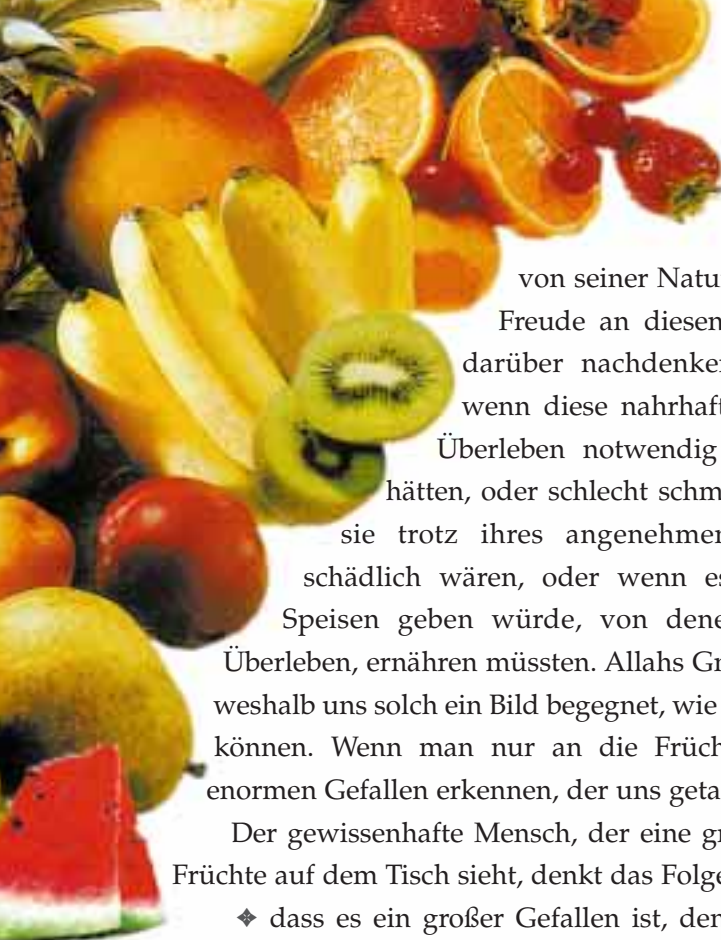 von seiner Natu
Freude an diesen
darüber nachdenke
wenn diese nahrhaft
Überleben notwendig
hätten, oder schlecht schm
sie trotz ihres angenehme
schädlich wären, oder wenn es
Speisen geben würde, von dene
Überleben, ernähren müssten. Allahs Gr
weshalb uns solch ein Bild begegnet, wie
können. Wenn man nur an die Früch
enormen Gefallen erkennen, der uns geta
Der gewissenhafte Mensch, der eine gr
Früchte auf dem Tisch sieht, denkt das Folge
❖ dass es ein großer Gefallen ist, der